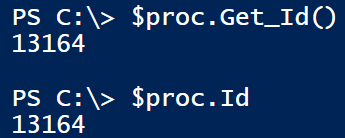 PS C:\> $proc.Get_Id()
13164
PS C:\> $proc.Id
13164